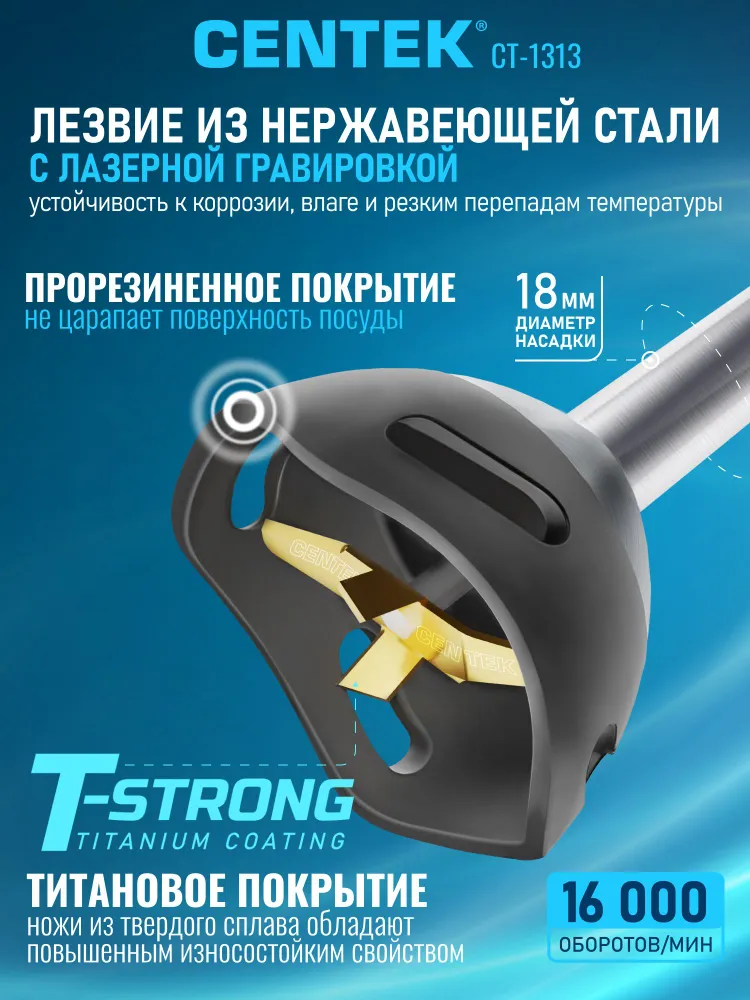 CENTEK® CT-1313
ЛЕЗВИЕ ИЗ НЕРЖАВЕЮЩЕЙ СТАЛИ
С ЛАЗЕРНОЙ ГРАВИРОВКОЙ
устойчивость к коррозии, влаге и резким перепадам температуры
ПРОРЕЗИНЕННОЕ ПОКРЫТИЕ
не царапает поверхность посуды
18 ММ
ДИАМЕТР
НАСАДКИ
CENTEK
CENTEK
T-STRONG
TITANIUM COATING
ТИТАНОВОЕ ПОКРЫТИЕ
ножи из твердого сплава обладают
повышенным износостойким свойством
16 000
ОБОРОТОВ/МИН